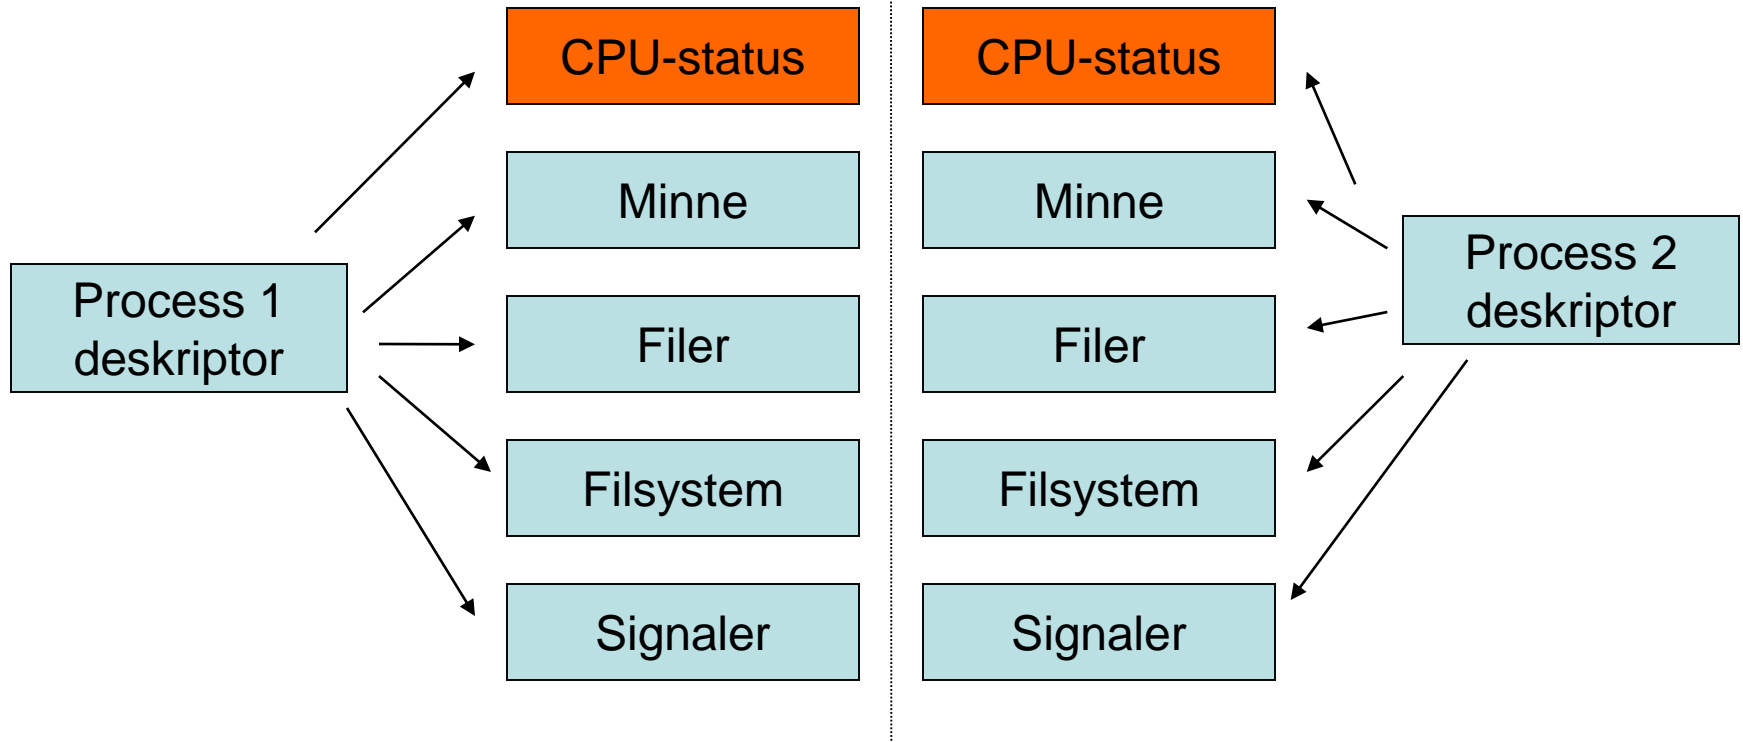 CPU-status
Minne
Process 1
deskriptor
Filer
Filsystem
Signaler
CPU-status
Minne
Process 2
deskriptor
Filer
Filsystem
Signaler